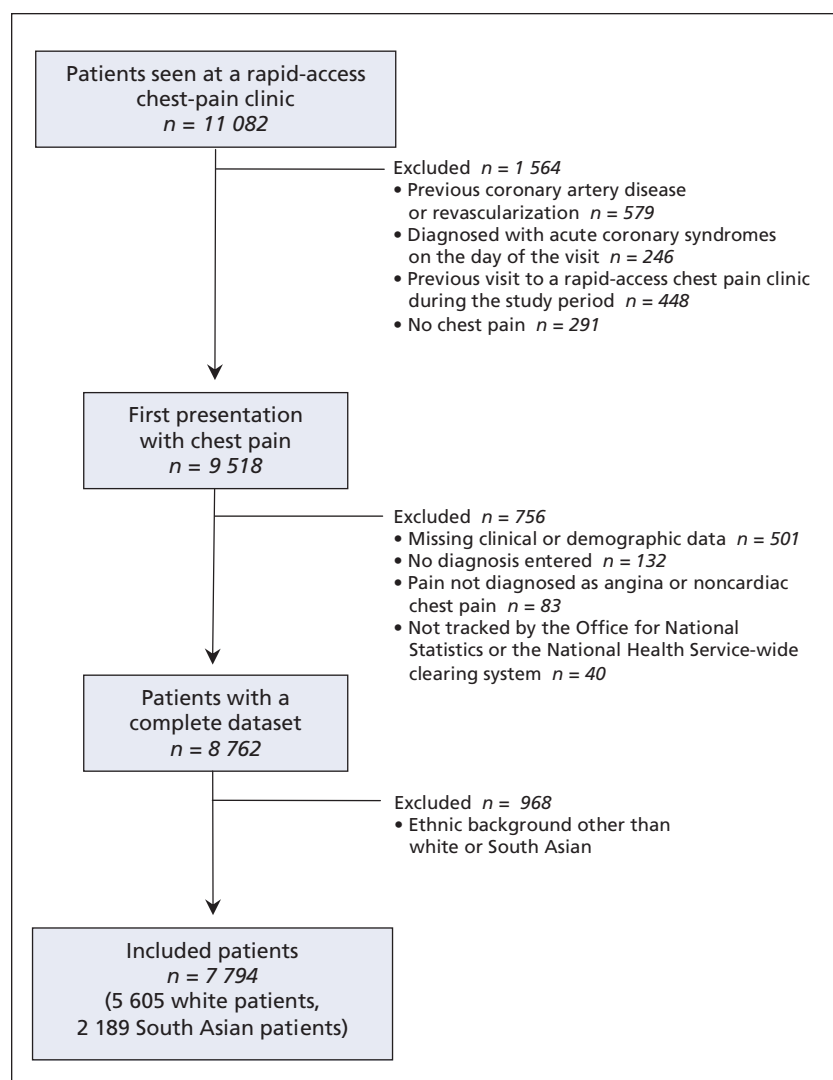 Patients seen at a rapid-access
chest-pain clinic
n = 11 082
Excluded n = 1 564
• Previous coronary artery disease
or revascularization n = 579
• Diagnosed with acute coronary syndromes
on the day of the visit n = 246
• Previous visit to a rapid-access chest pain clinic
during the study period n = 448
• No chest pain n = 291
First presentation
with chest pain
n = 9 518
Excluded n = 756
• Missing clinical or demographic data n = 501
• No diagnosis entered n = 132
• Pain not diagnosed as angina or noncardiac
chest pain n = 83
• Not tracked by the Office for National
Statistics or the National Health Service-wide
clearing system n = 40
Patients with a
complete dataset
n = 8 762
Excluded n = 968
• Ethnic background other than
white or South Asian
Included patients
n = 7 794
(5 605 white patients,
2 189 South Asian patients)